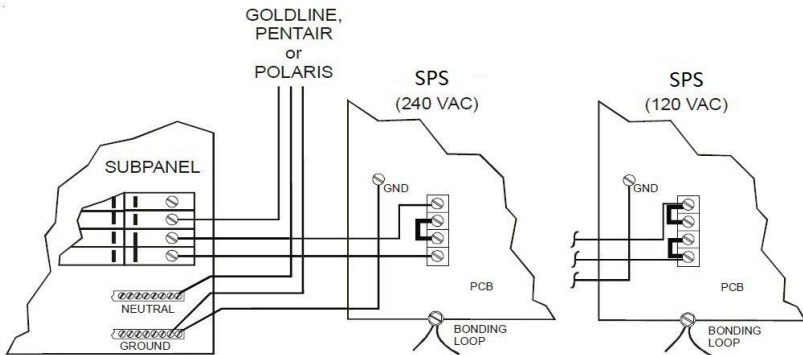 GOLDLINE,
PENTAIR
or
POLARIS
SPS
(240 VAC)
SPS
(120 VAC)
SUBPANEL
GND
GND
PCB
PCB
NEUTRAL
GROUND
BONDING
LOOP
BONDING
LOOP